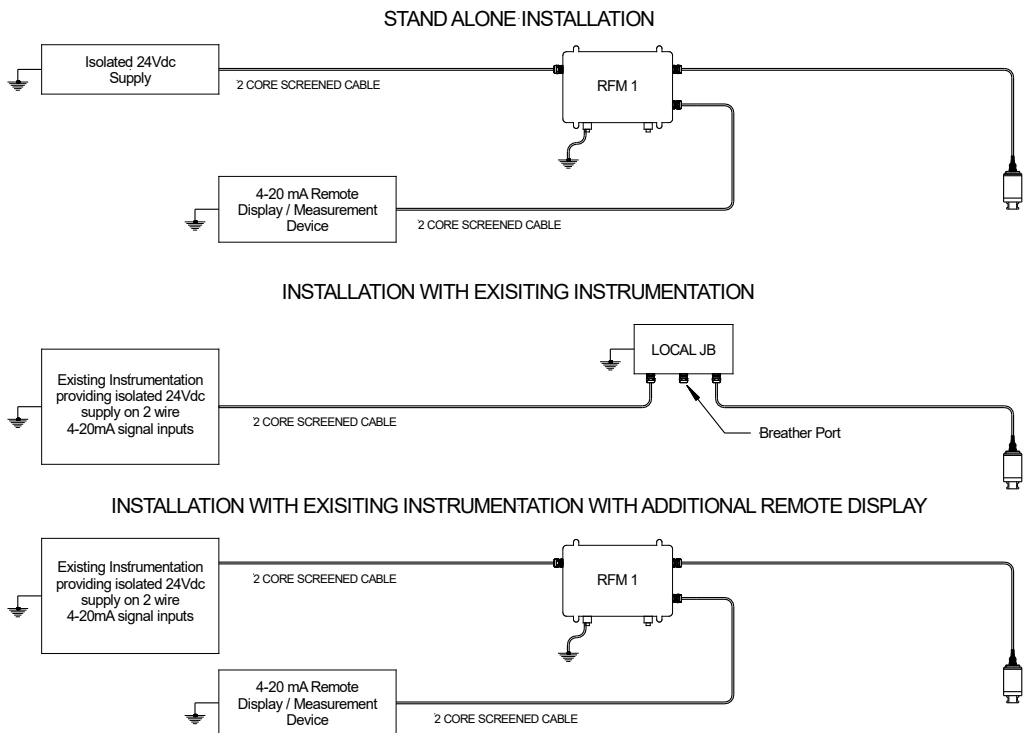 STAND ALONE INSTALLATION
Isolated 24Vdc
Supply
2 CORE SCREENED CABLE
RFM 1
4-20 mA Remote
Display / Measurement
Device
2 CORE SCREENED CABLE
INSTALLATION WITH EXISITING INSTRUMENTATION
LOCAL JB
Existing Instrumentation
providing isolated 24Vdc
supply on 2 wire
4-20mA signal inputs
2 CORE SCREENED CABLE
Breather Port
INSTALLATION WITH EXISITING INSTRUMENTATION WITH ADDITIONAL REMOTE DISPLAY
Existing Instrumentation
providing isolated 24Vdc
supply on 2 wire
4-20mA signal inputs
2 CORE SCREENED CABLE
RFM 1
4-20 mA Remote
Display / Measurement
Device
2 CORE SCREENED CABLE